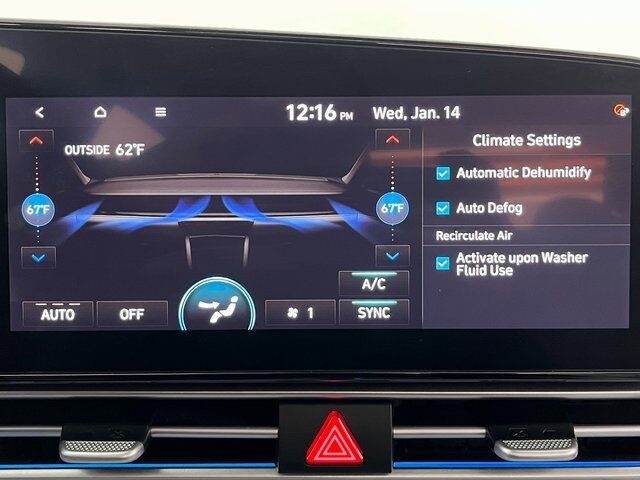 12:16 PM Wed, Jan. 14
OUTSIDE 62°F
67°F
67°F
AUTO
OFF
1
A/C
SYNC
Climate Settings
Automatic Dehumidify
Auto Defog
Recirculate Air
Activate upon Washer
Fluid Use